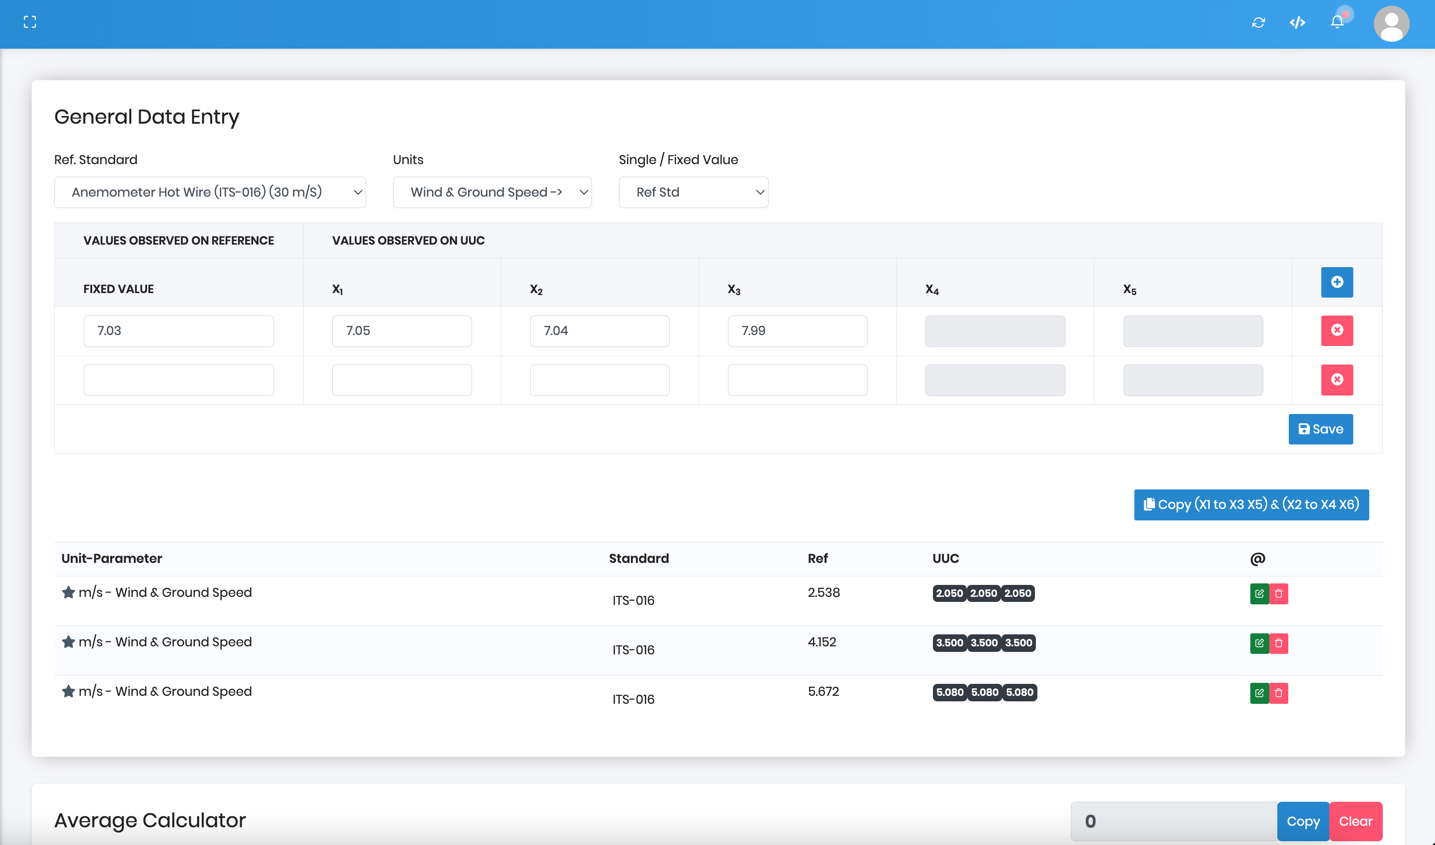 General Data Entry
Ref. Standard Units Single / Fixed Value
Anemometer Hot Wire (ITS-016) (30 m/S) Wind & Ground Speed -> Ref Std
VALUES OBSERVED ON REFERENCE VALUES OBSERVED ON UUC
FIXED VALUE X1 X2 X3 X4 X5
7.03 7.05 7.04 7.99
Save
Copy (X1 to X3 X5) & (X2 to X4 X6)
Unit-Parameter Standard Ref UUC @
m/s - Wind & Ground Speed ITS-016 2.538 2.050 2.050 2.050
m/s - Wind & Ground Speed ITS-016 4.152 3.500 3.500 3.500
m/s - Wind & Ground Speed ITS-016 5.672 5.080 5.080 5.080
Average Calculator 0 Copy Clear